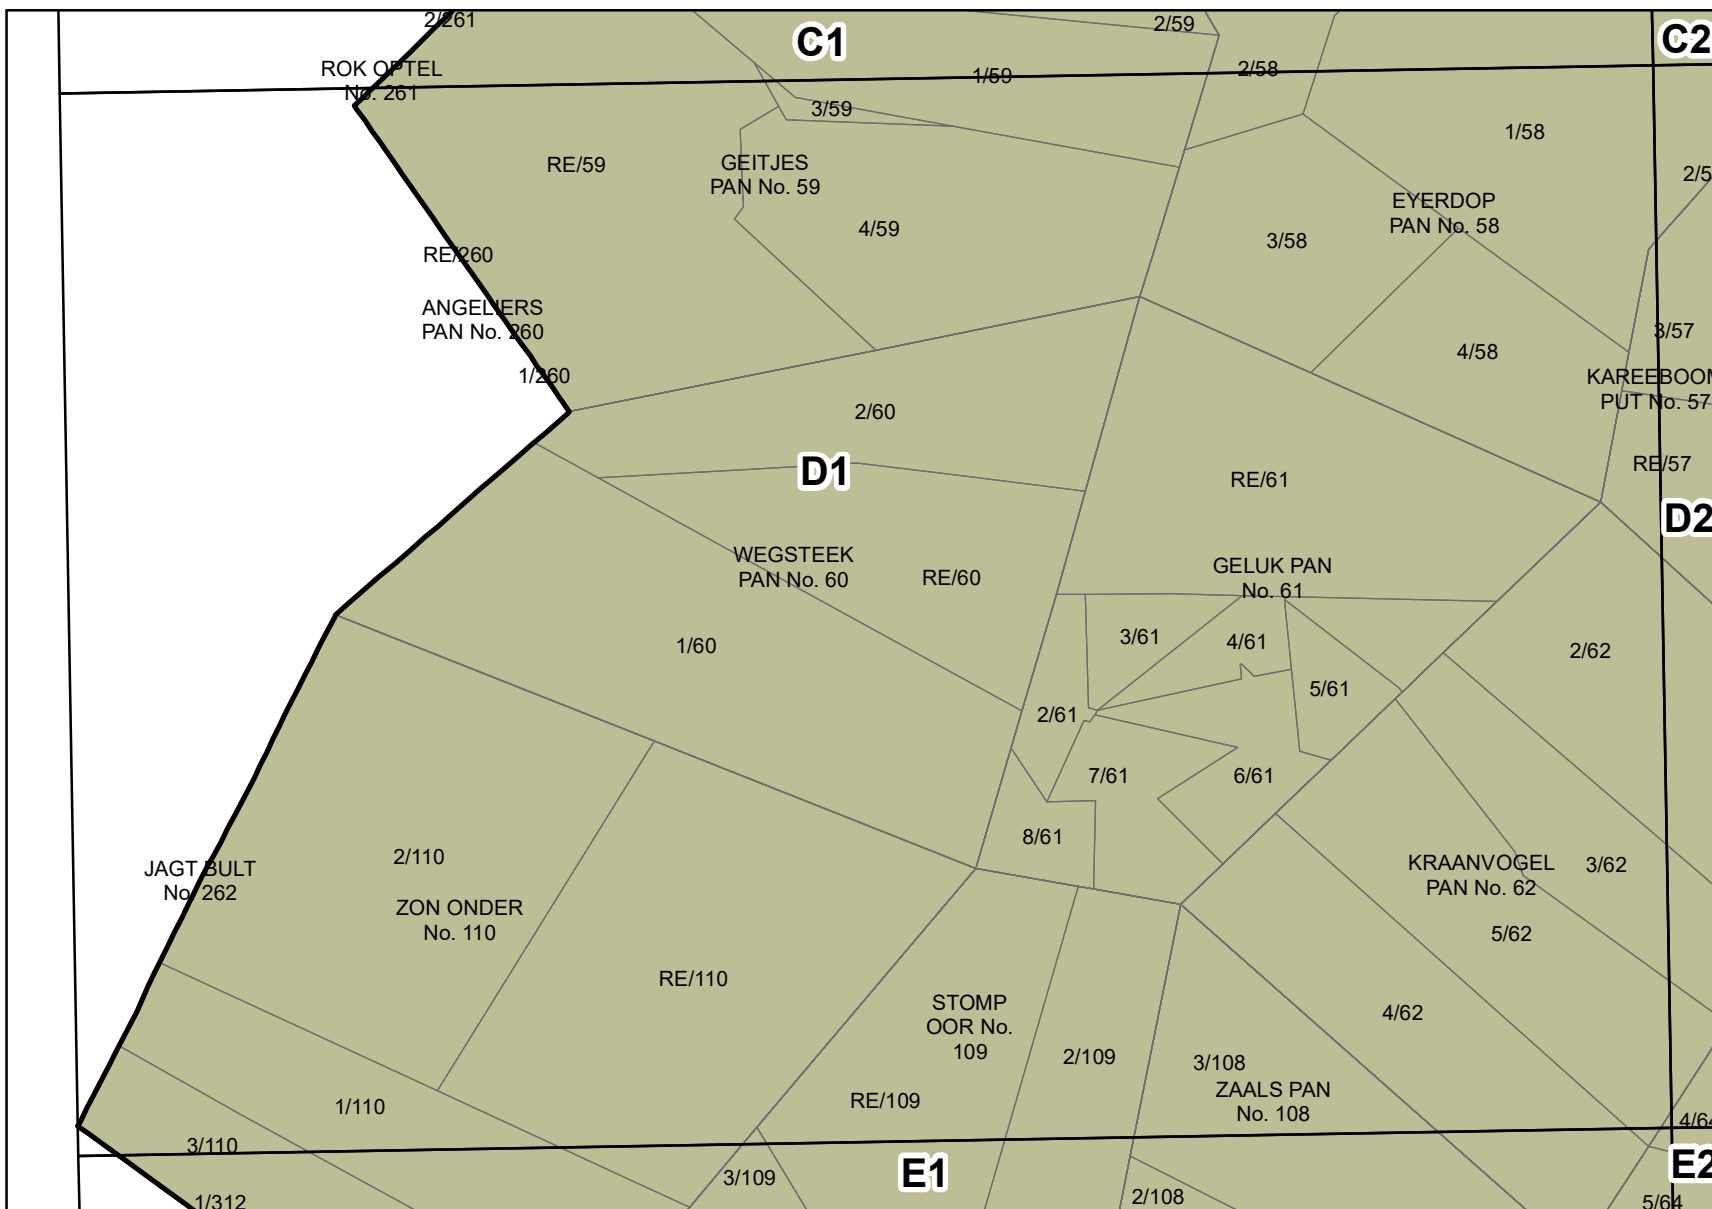 2/261
C1
2/59
C2
ROK OPTEL
No. 261
1/59
2/58
3/59
1/58
RE/59
GEITJES
PAN No. 59
2/5
EYERDOP
PAN No. 58
4/59
3/58
RE/260
ANGELIERS
PAN No. 260
3/57
4/58
1/260
KAREEBOOM
PUT No. 57
2/60
D1
RE/61
RE/57
D2
WEGSTEEK
PAN No. 60
RE/60
GELUK PAN
No. 61
3/61
4/61
1/60
2/62
5/61
2/61
7/61
6/61
8/61
2/110
JAGT BULT
No. 262
KRAANVOGEL
PAN No. 62
3/62
ZON ONDER
No. 110
5/62
RE/110
STOMP
OOR No.
109
4/62
2/109
3/108
ZAALS PAN
No. 108
RE/109
1/110
4/64
3/110
E1
E2
3/109
2/108
1/312
5/64